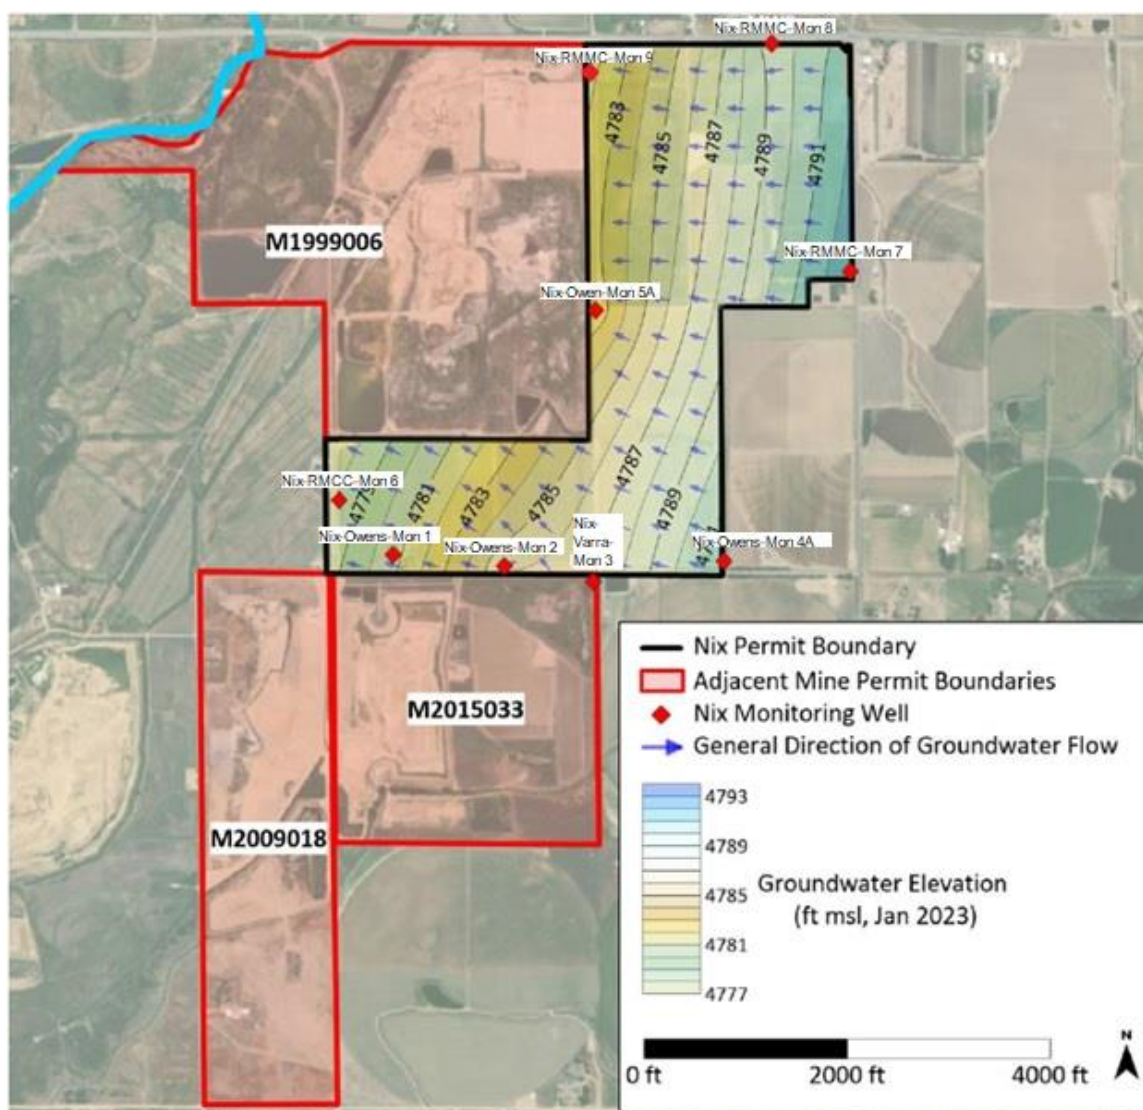 Nix-RMMC-Mon 8
Nix-RMMC-Mon 9
4783
4785
4787
4789
4791
M1999006
Nix-RMMC-Mon 7
Nix-Owen-Mon 5A
4787
Nix-RMCC-Mon 6
4781
4783
4785
4789
Nix-Owens-Mon 1
Nix-Owens-Mon 2
Nix-
Varra-
Mon 3
Nix-Owens-Mon 4A
M2015033
M2009018
Nix Permit Boundary
Adjacent Mine Permit Boundaries
Nix Monitoring Well
General Direction of Groundwater Flow
4793
4789
4785
4781
4777
Groundwater Elevation
(ft msl, Jan 2023)
N
0 ft
2000 ft
4000 ft